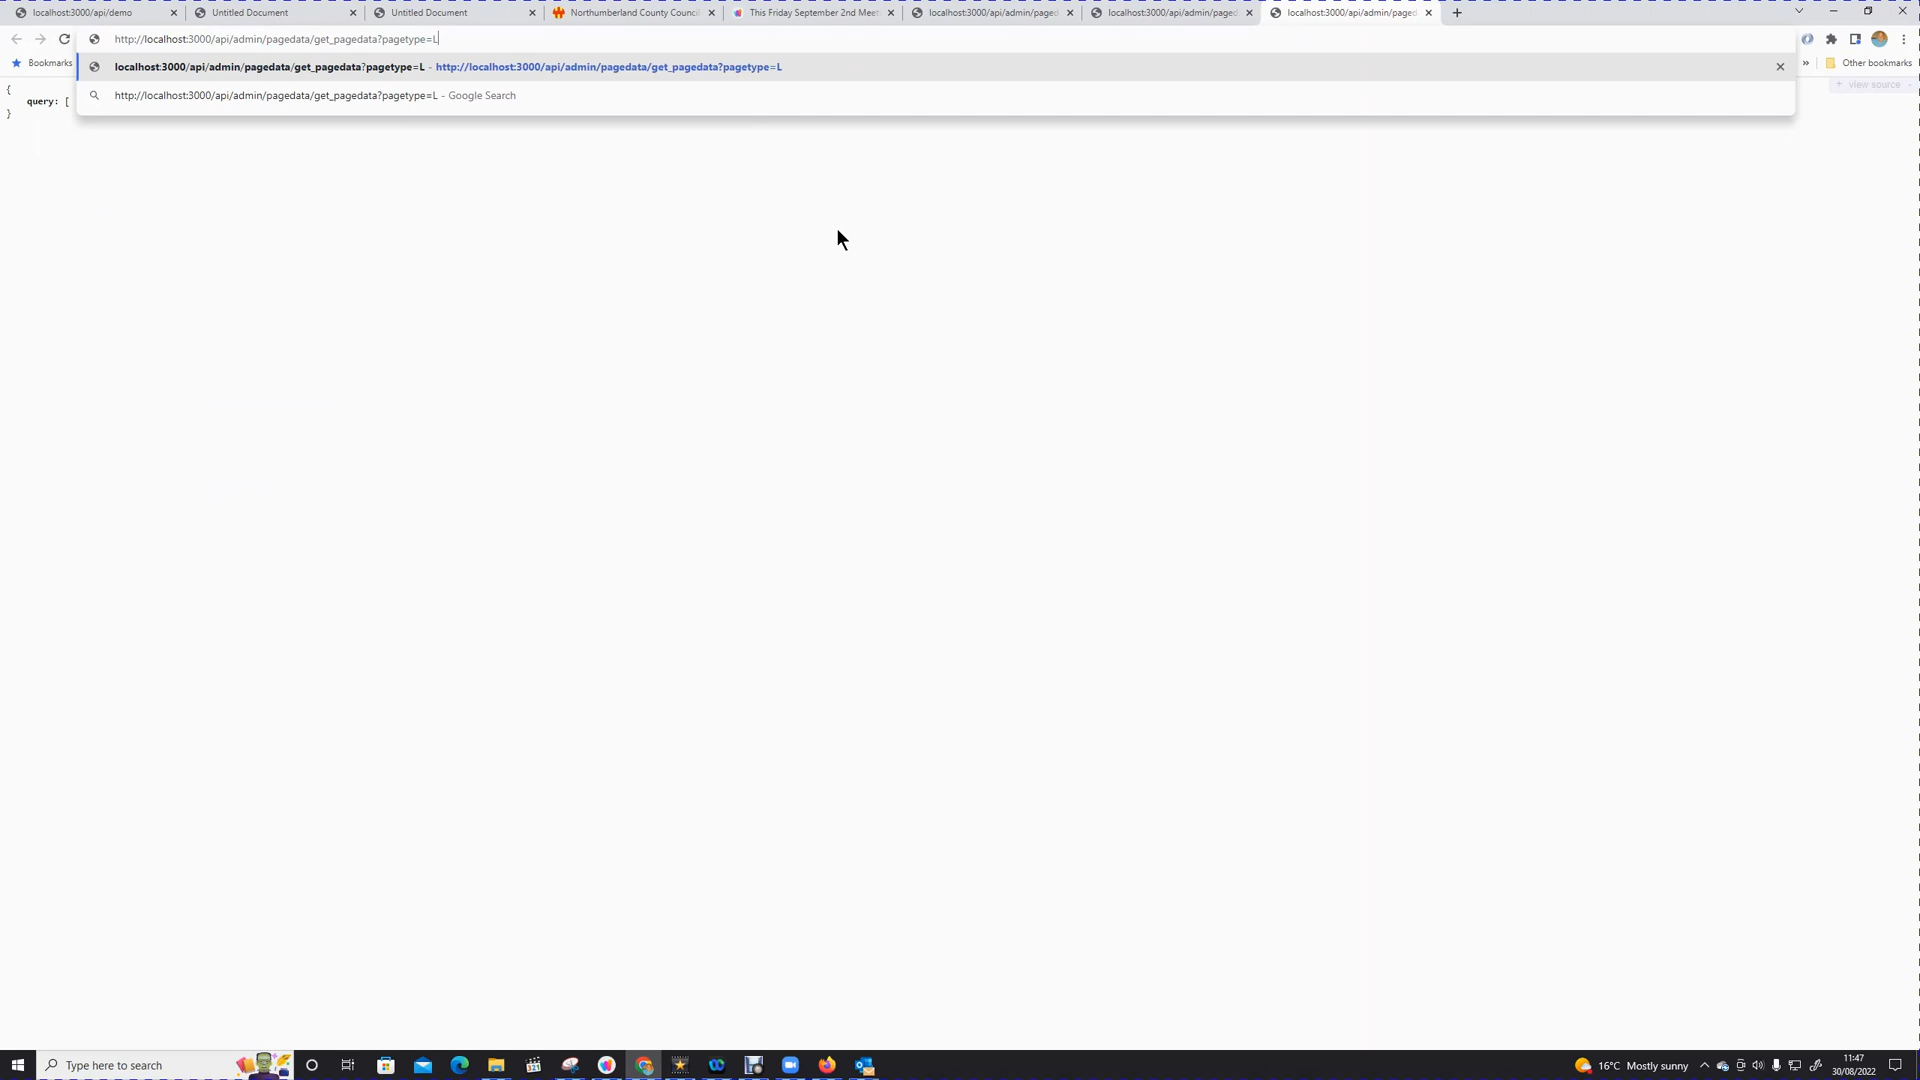 localhost:3000/api/demo
Untitled Document
Untitled Document
Northumberland County Counci
This Friday September 2nd Meet
localhost:3000/api/admin/paged
localhost:3000/api/admin/paged
localhost:3000/api/admin/paged
http://localhost:3000/api/admin/pagedata/get_pagedata?pagetype=L
Bookmarks
localhost:3000/api/admin/pagedata/get_pagedata?pagetype=L - http://localhost:3000/api/admin/pagedata/get_pagedata?pagetype=L
» Other bookmarks
{
+ view source -
http://localhost:3000/api/admin/pagedata/get_pagedata?pagetype=L - Google Search
query: [
}
Type here to search
16°C Mostly sunny
11:47
30/08/2022